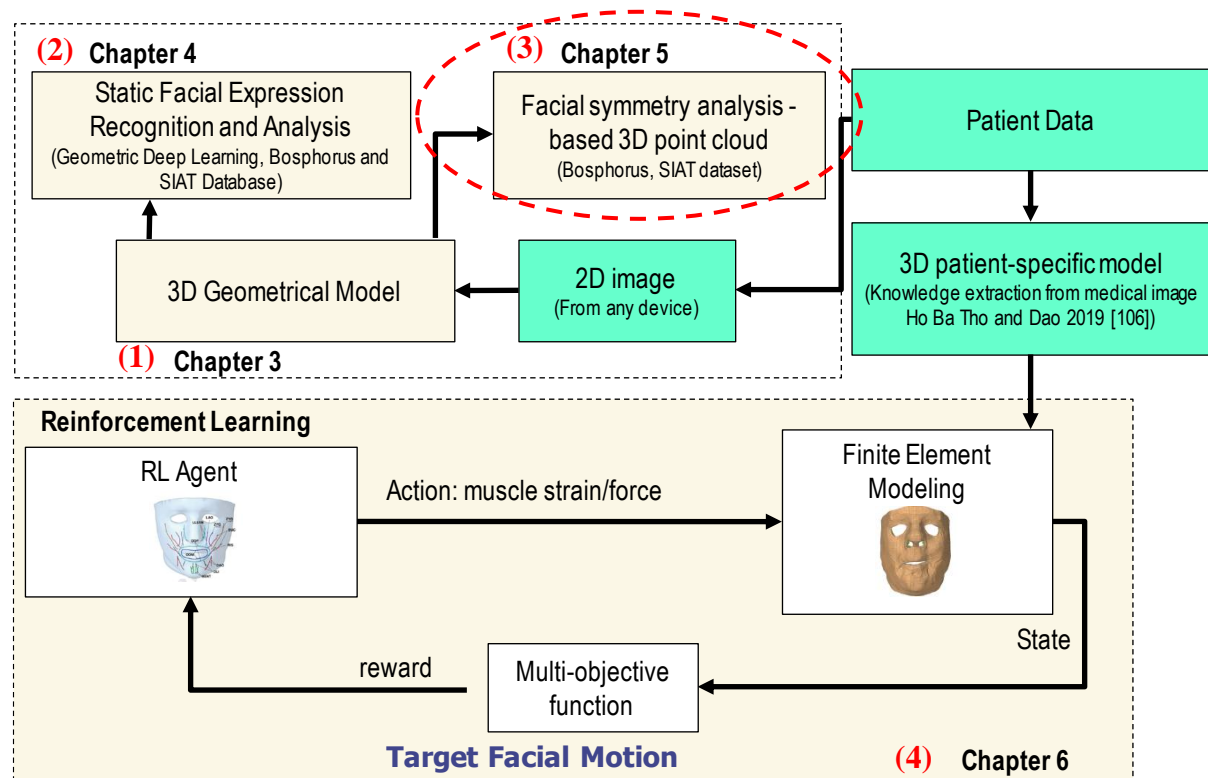 (2) Chapter 4
Static Facial Expression
Recognition and Analysis
(Geometric Deep Learning, Bosphorus and
SIAT Database)
(3) Chapter 5
Facial symmetry analysis -
based 3D point cloud
(Bosphorus, SIAT dataset)
Patient Data
3D Geometrical Model
2D image
(From any device)
3D patient-specific model
(Knowledge extraction from medical image
Ho Ba Tho and Dao 2019 [106])
(1) Chapter 3
Reinforcement Learning
RL Agent
Action: muscle strain/force
Finite Element
Modeling
State
reward
Multi-objective
function
Target Facial Motion
(4) Chapter 6